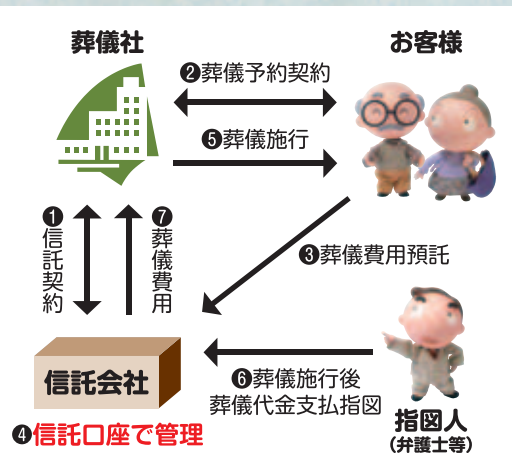 葬儀社
お客様
❷葬儀予約契約
❺葬儀施行
❶信託契約
❼葬儀費用
❸葬儀費用預託
信託会社
❹信託口座で管理
❻葬儀施行後
葬儀代金支払指図
指図人
(弁護士等)